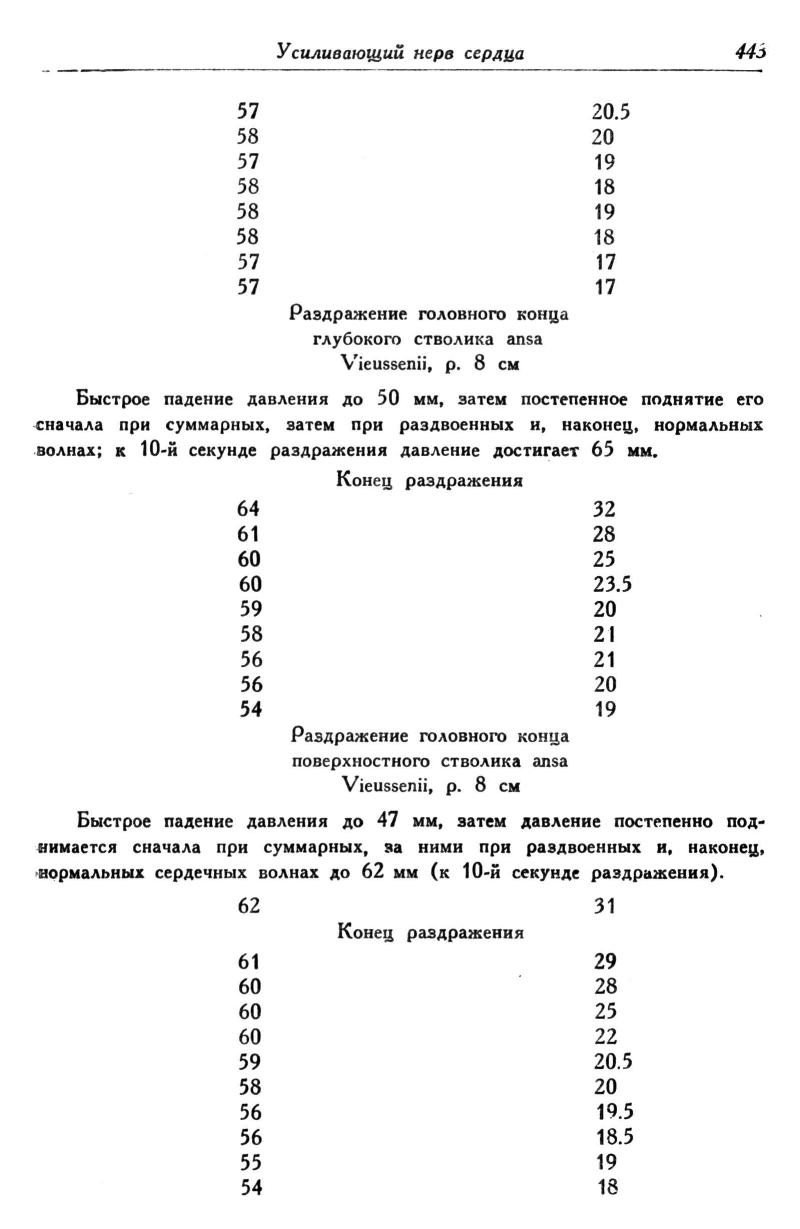 Усиливающий нерв сердца 443
57 20.5
58 20
57 19
58 18
58 19
58 18
57 17
57 17
Раздражение головного конца
глубокого стволика ansa
Vieussenii, р. 8 см
Быстрое падение давления до 50 мм, затем постепенное поднятие его
сначала при суммарных, затем при раздвоенных и, наконец, нормальных
волнах; к 10-й секунде раздражения давление достигает 65 мм.
Конец раздражения
64 32
61 28
60 25
60 23.5
59 20
58 21
56 21
56 20
54 19
Раздражение головного конца
поверхностного стволика ansa
Vieussenii, р. 8 см
Быстрое падение давления до 47 мм, затем давление постепенно под-
нимается сначала при суммарных, за ними при раздвоенных и, наконец,
нормальных сердечных волнах до 62 мм (к 10-й секунде раздражения).
62 31
Конец раздражения
61 29
60 28
60 25
60 22
59 20.5
58 20
56 19.5
56 18.5
55 19
54 18